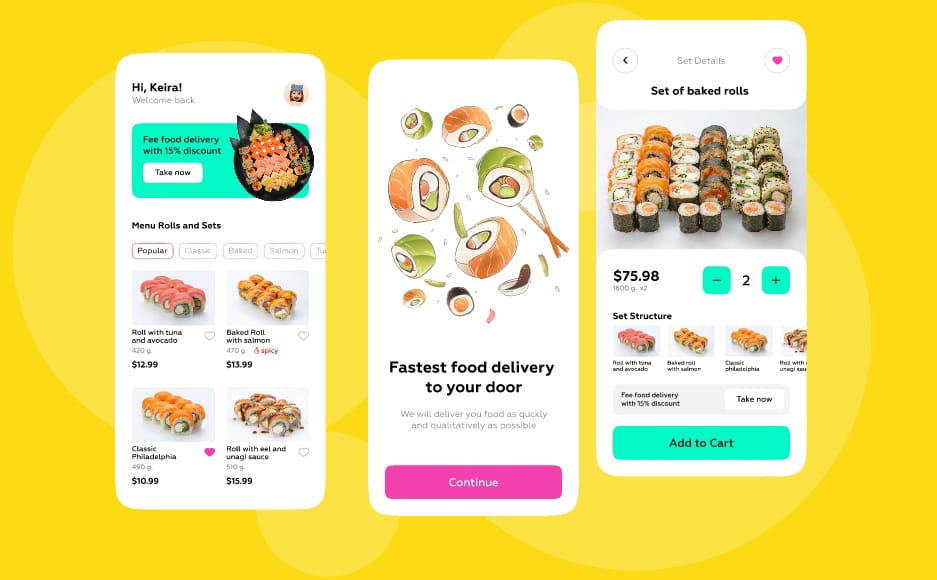 Hi, Keira!
Welcome back
Fee food delivery
with 15% discount
Take now
Menu Rolls and Sets
Popular
Classic
Baked
Salmon
Tu
Roll with tuna
and avocado
420 g.
$12.99
Baked Roll
with salmon
470 g.
spicy
$13.99
Classic
Philadelphia
490 g.
$10.99
Roll with eel and
unagi sauce
510 g.
$15.99
Fastest food delivery
to your door
We will deliver you food as quckly
and qualitatively as possible
Continue
Set Details
Set of baked rolls
$75.98
1600 g. x2
−
2
+
Set Structure
Roll with tuna
and avocado
Baked roll
with salmon
Classic
philadelphia
Roll with
unagi sau
Fee food delivery
with 15% discount
Take now
Add to Cart